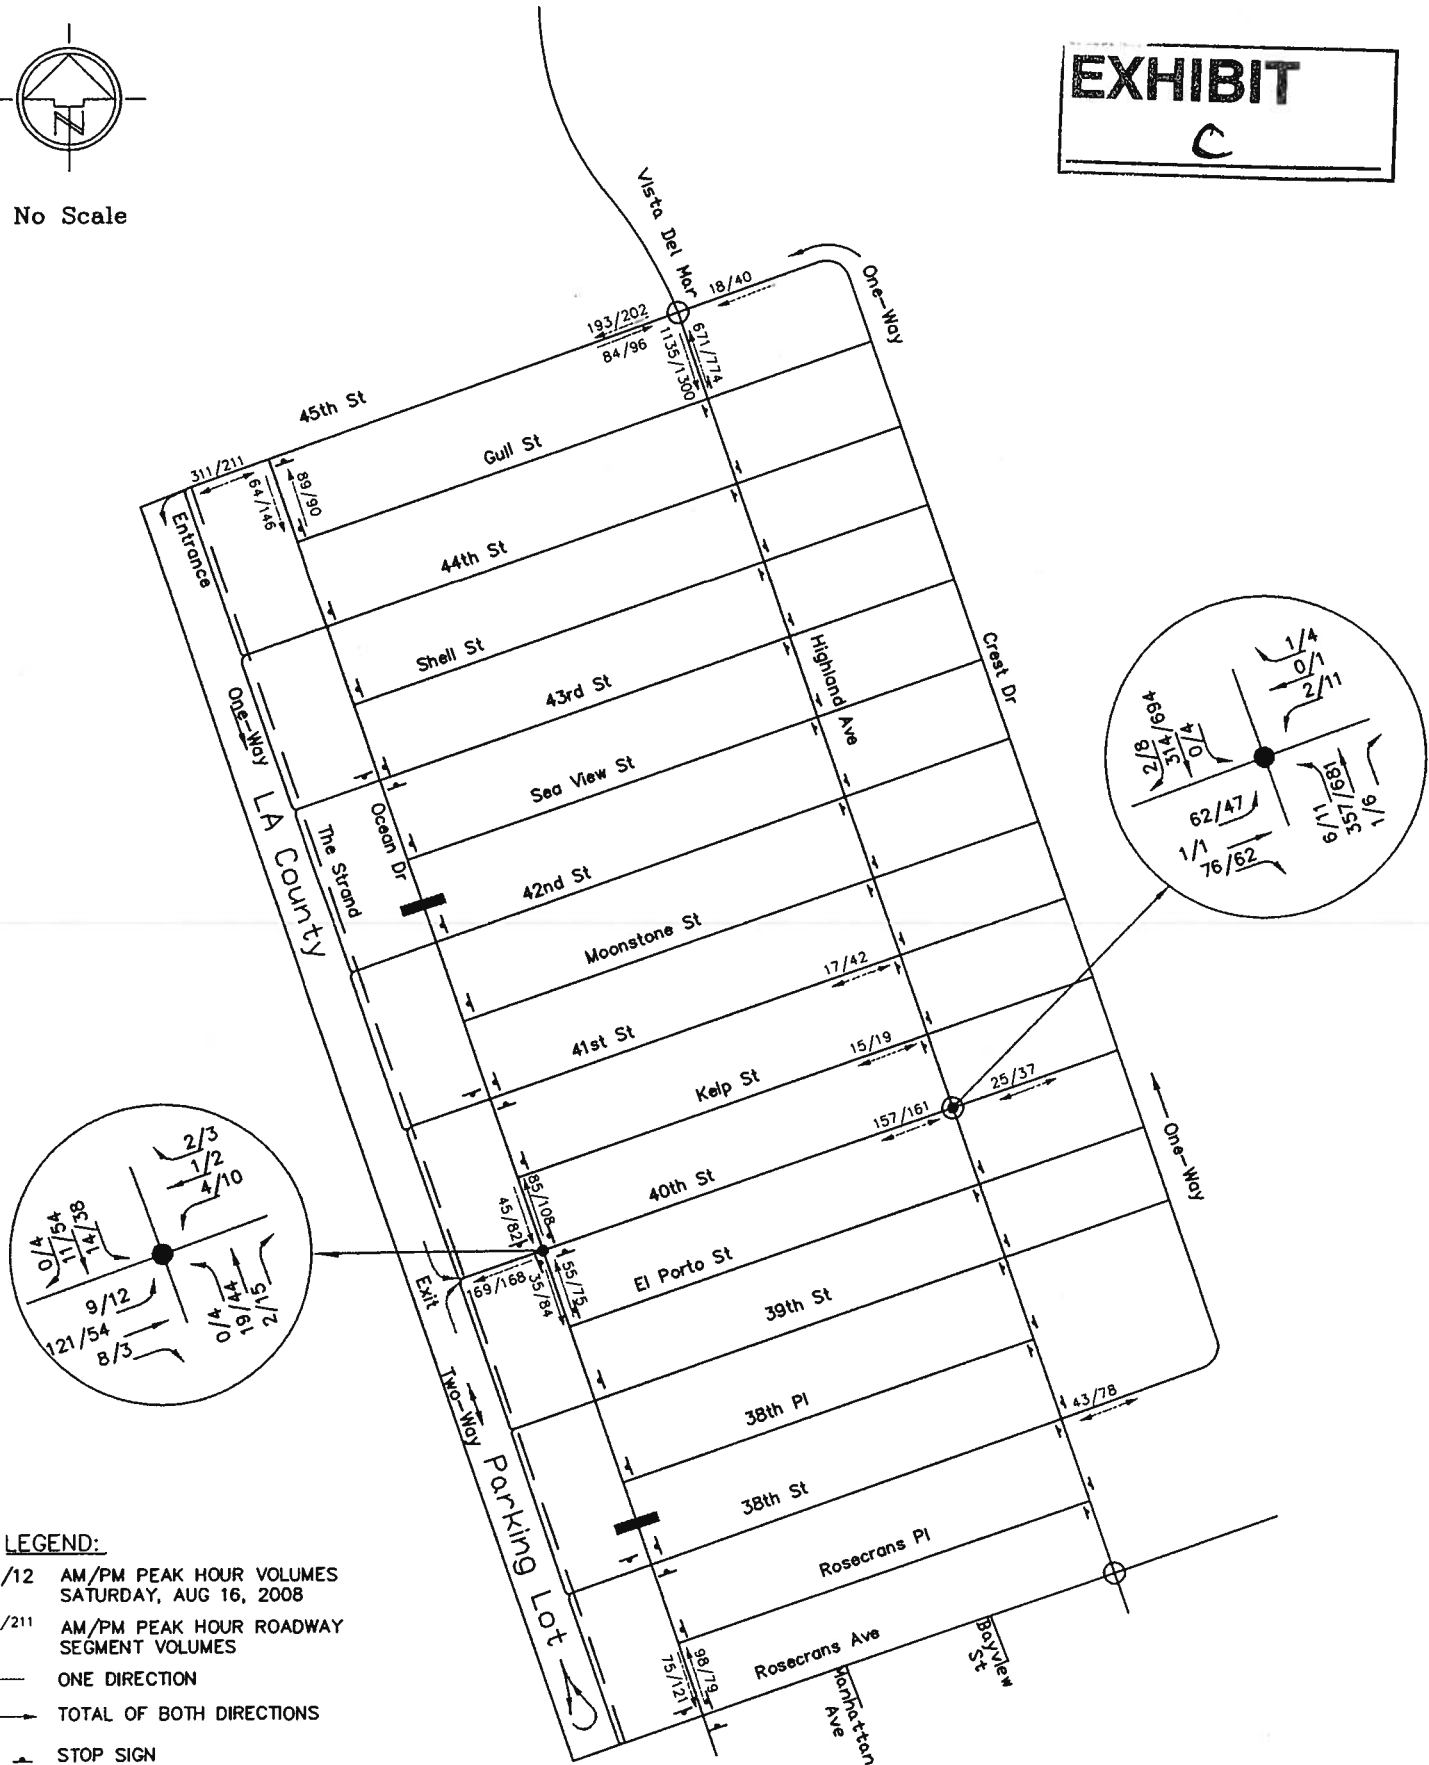 EXHIBIT
C
N
No Scale
Vista Del Mar
18/40
One-Way
193/202
84/96
671/774
1135/1300
45th St
Gull St
311/211
64/146
89/90
Entrance
44th St
Shell St
43rd St
Highland Ave
Crest Dr
One-Way
LA County
Parking Lot
The Strand
Ocean Dr
Sea View St
42nd St
Moonstone St
17/42
41st St
15/19
Kelp St
25/37
157/161
40th St
One-Way
85/108
45/82
El Porto St
169/168
35/84
55/75
Exit
39th St
Two-Way
38th Pl
43/78
38th St
Rosecrans Pl
Rosecrans Ave
98/79
75/121
Bayview St
Manhattan Ave
1/4
0/1
2/11
2/8
314/694
0/4
62/47
1/1
76/62
6/11
357/681
1/6
2/3
1/2
4/10
0/4
11/54
14/38
9/12
121/54
8/3
0/4
19/44
2/15
LEGEND:
/12 AM/PM PEAK HOUR VOLUMES
SATURDAY, AUG 16, 2008
/211 AM/PM PEAK HOUR ROADWAY
SEGMENT VOLUMES
ONE DIRECTION
TOTAL OF BOTH DIRECTIONS
STOP SIGN